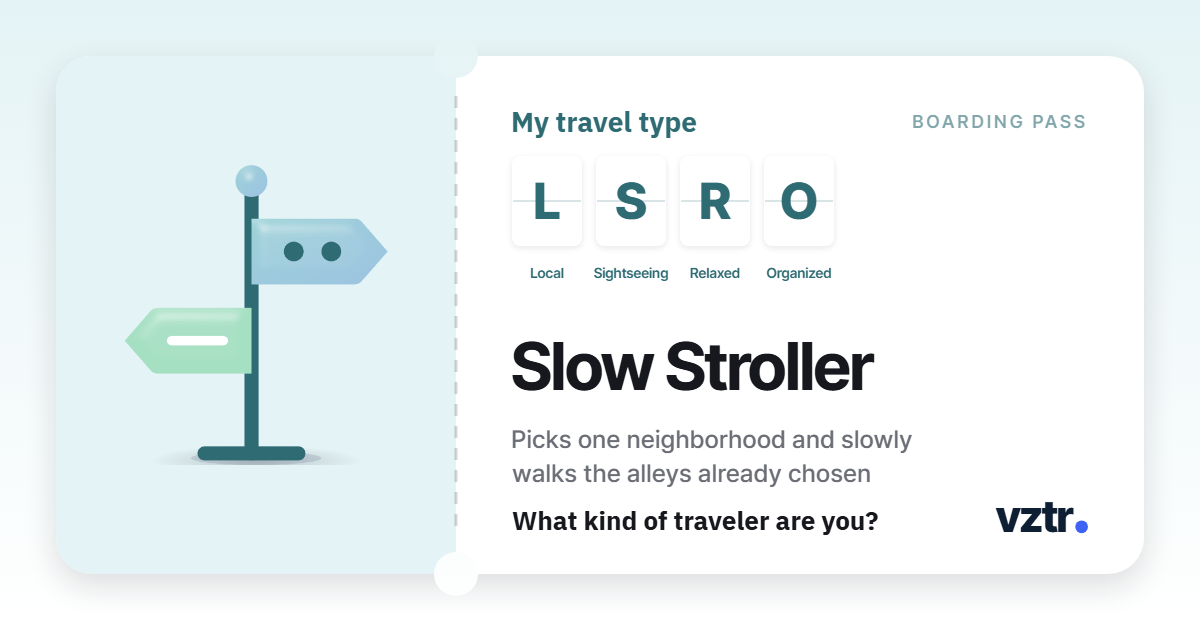 My travel type
BOARDING PASS
L S R O
Local Sightseeing Relaxed Organized
Slow Stroller
Picks one neighborhood and slowly
walks the alleys already chosen
What kind of traveler are you?
vztr.